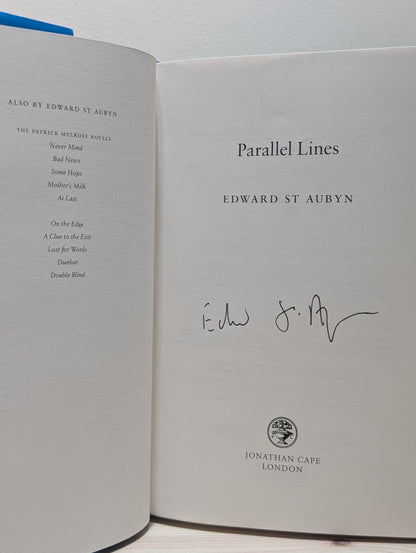 ALSO BY EDWARD ST AUBYN
THE PATRICK MELROSE NOVELS
Never Mind
Bad News
Some Hope
Mother's Milk
At Last
On the Edge
A Clue to the Exit
Lost for Words
Dunbar
Double Blind
Parallel Lines
EDWARD ST AUBYN
JONATHAN CAPE
LONDON